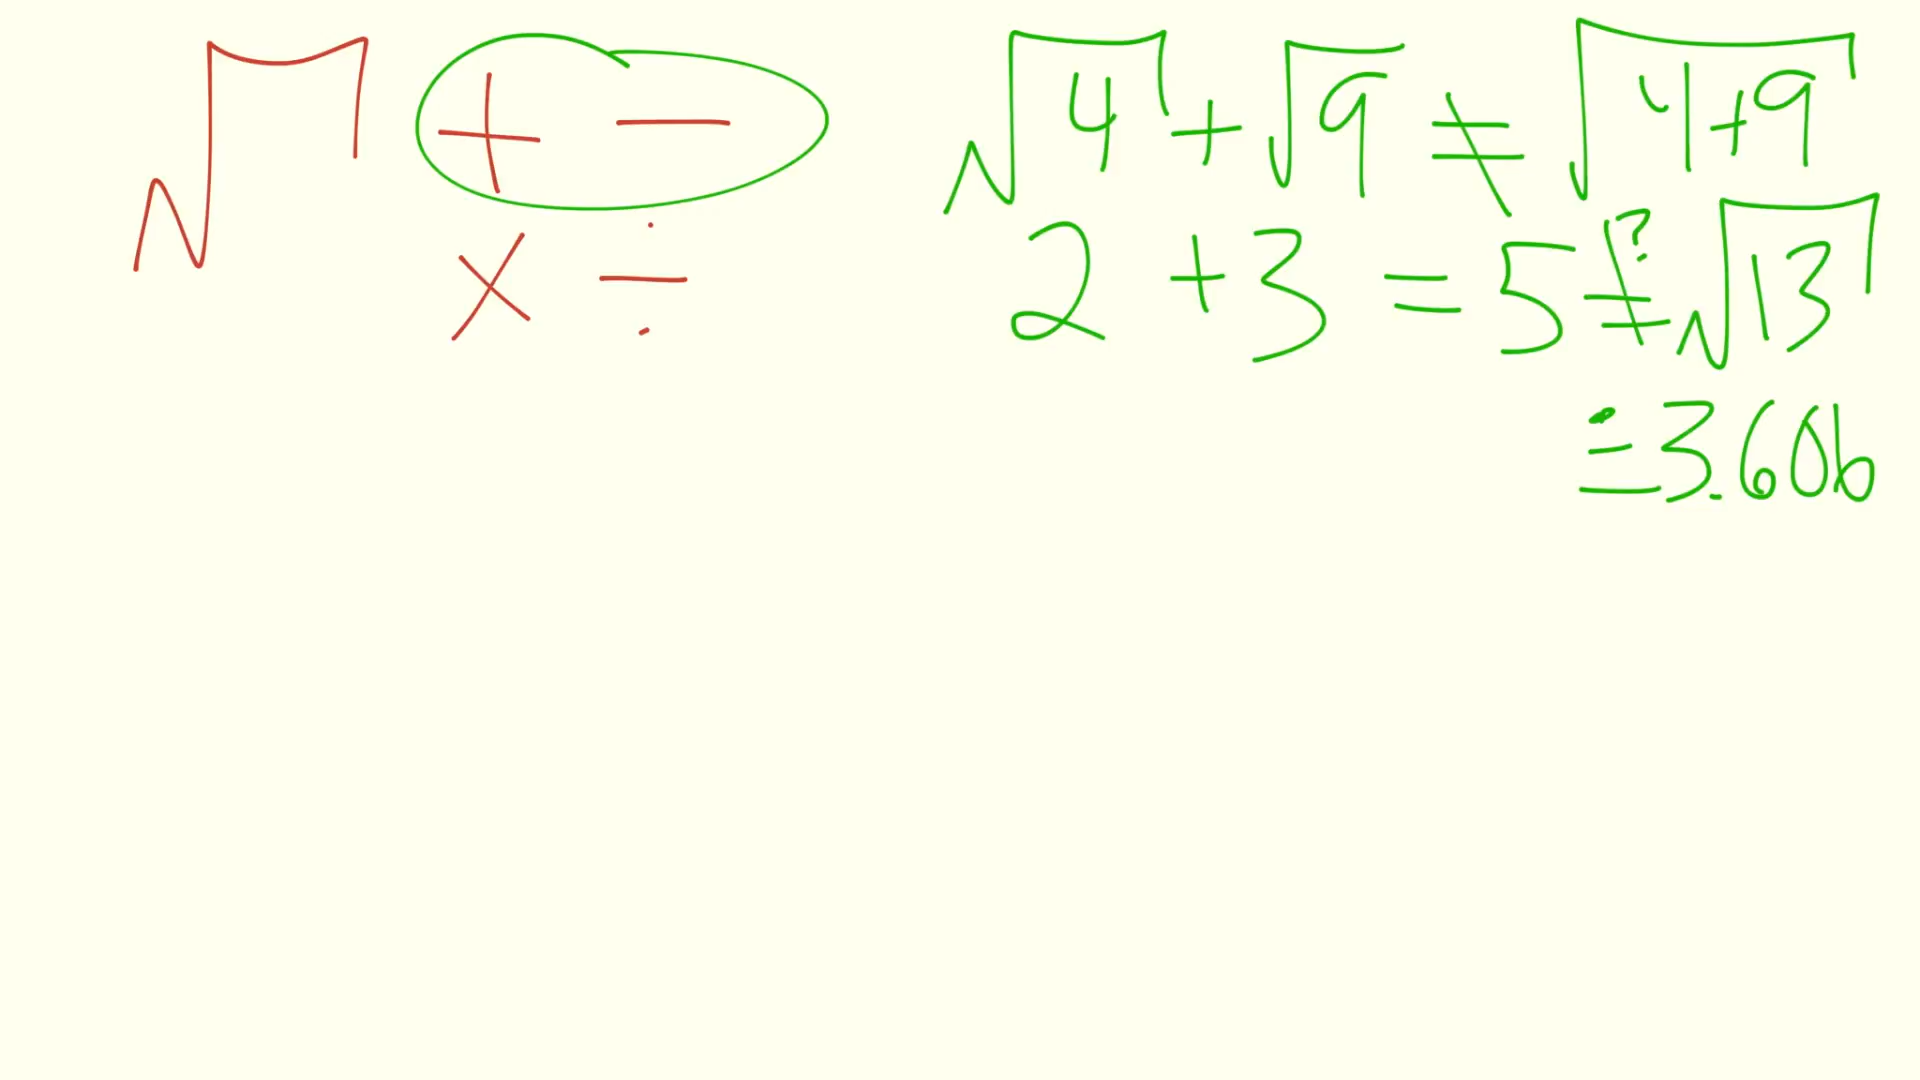 √ + −
× ÷
√4 + √9 ≠ √4+9
2 + 3 = 5 ≠? √13
≐ 3.606